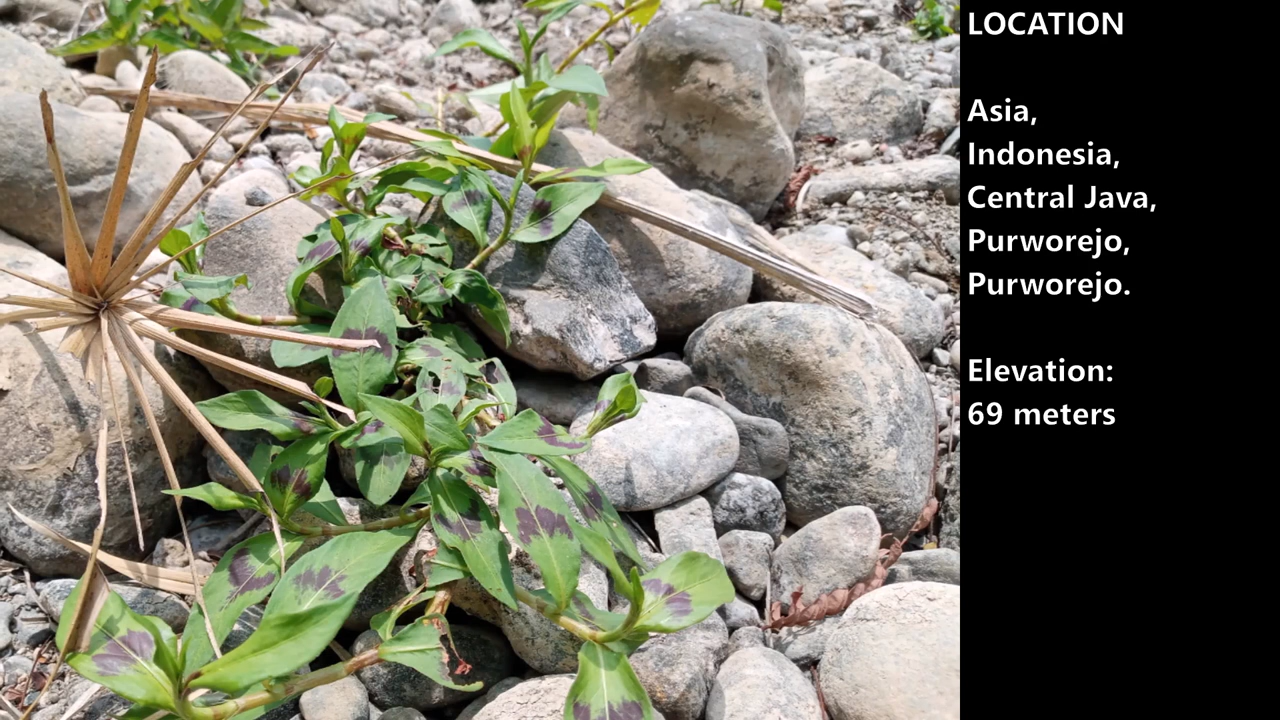 LOCATION
Asia,
Indonesia,
Central Java,
Purworejo,
Purworejo.
Elevation:
69 meters